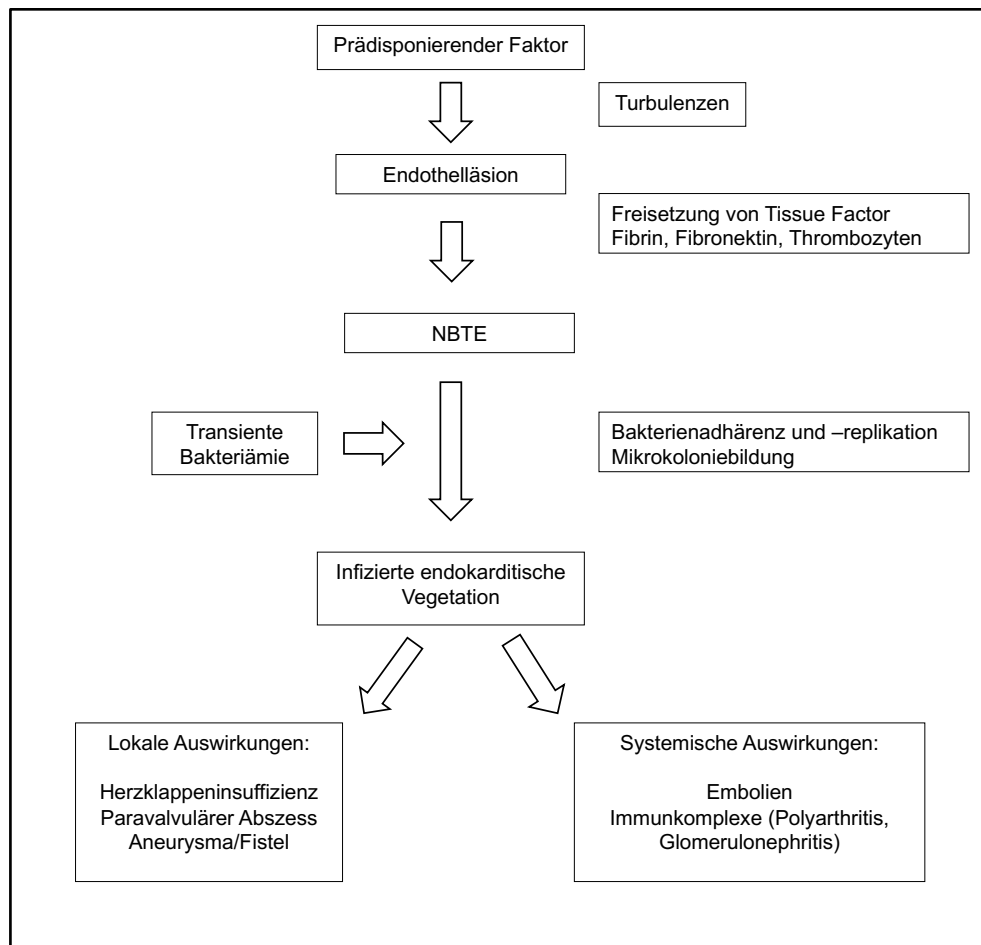 Prädisponierender Faktor
Turbulenzen
Endothelläsion
Freisetzung von Tissue Factor
Fibrin, Fibronektin, Thrombozyten
NBTE
Transiente
Bakteriämie
Bakterienadhärenz und –replikation
Mikrokoloniebildung
Infizierte endokarditische
Vegetation
Lokale Auswirkungen:
Herzklappeninsuffizienz
Paravalvulärer Abszess
Aneurysma/Fistel
Systemische Auswirkungen:
Embolien
Immunkomplexe (Polyarthritis,
Glomerulonephritis)